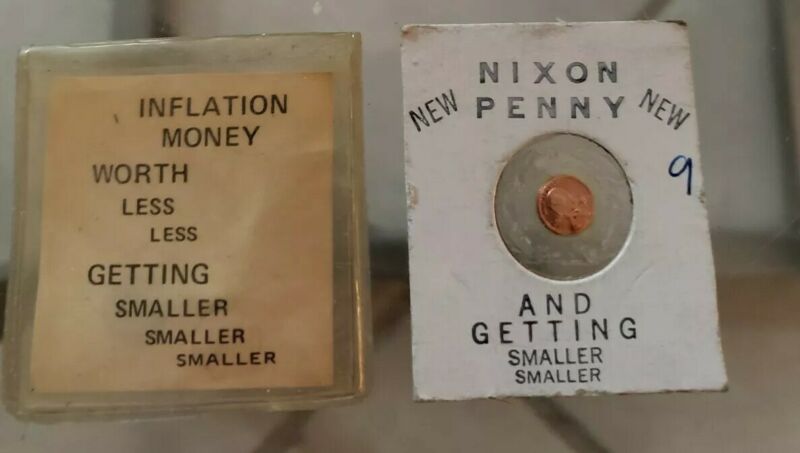 INFLATION
MONEY
WORTH
LESS
LESS
GETTING
SMALLER
SMALLER
SMALLER
NIXON
NEW PENNY NEW
9
AND
GETTING
SMALLER
SMALLER